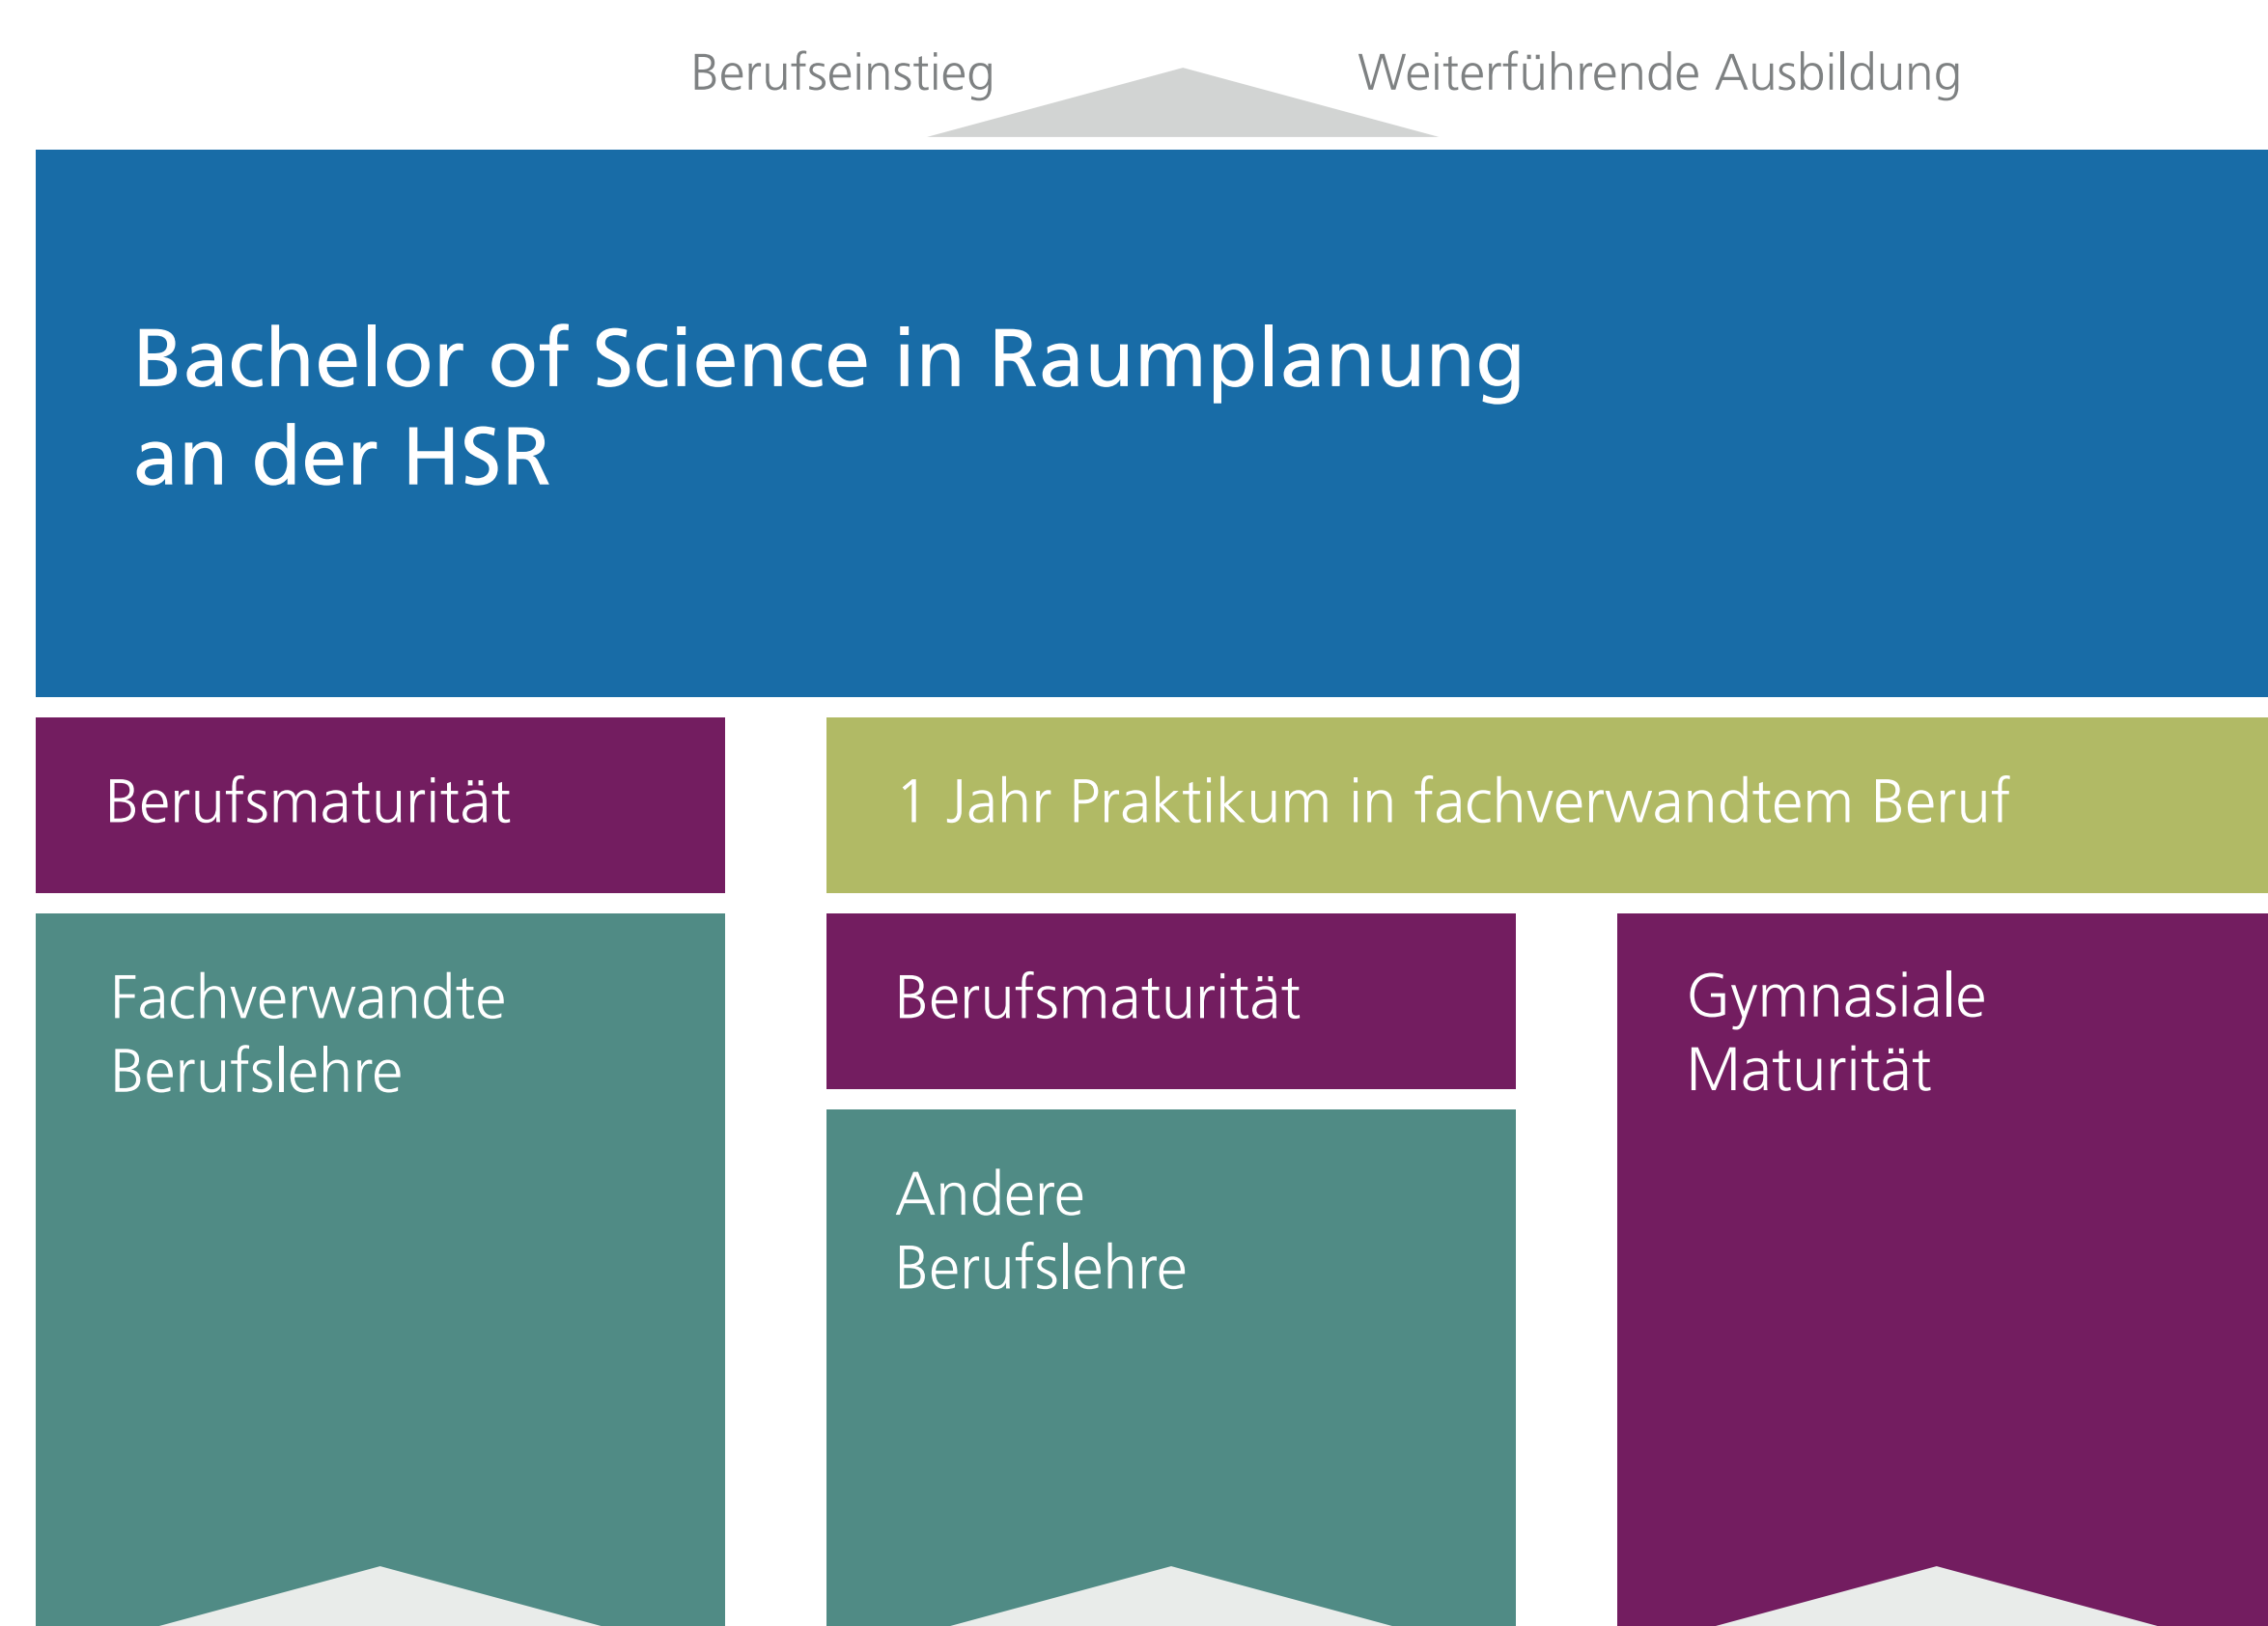 Berufseinstieg
Weiterführende Ausbildung
Bachelor of Science in Raumplanung
an der HSR
Berufsmaturität
1 Jahr Praktikum in fachverwandtem Beruf
Fachverwandte
Berufslehre
Berufsmaturität
Andere
Berufslehre
Gymnasiale
Maturität